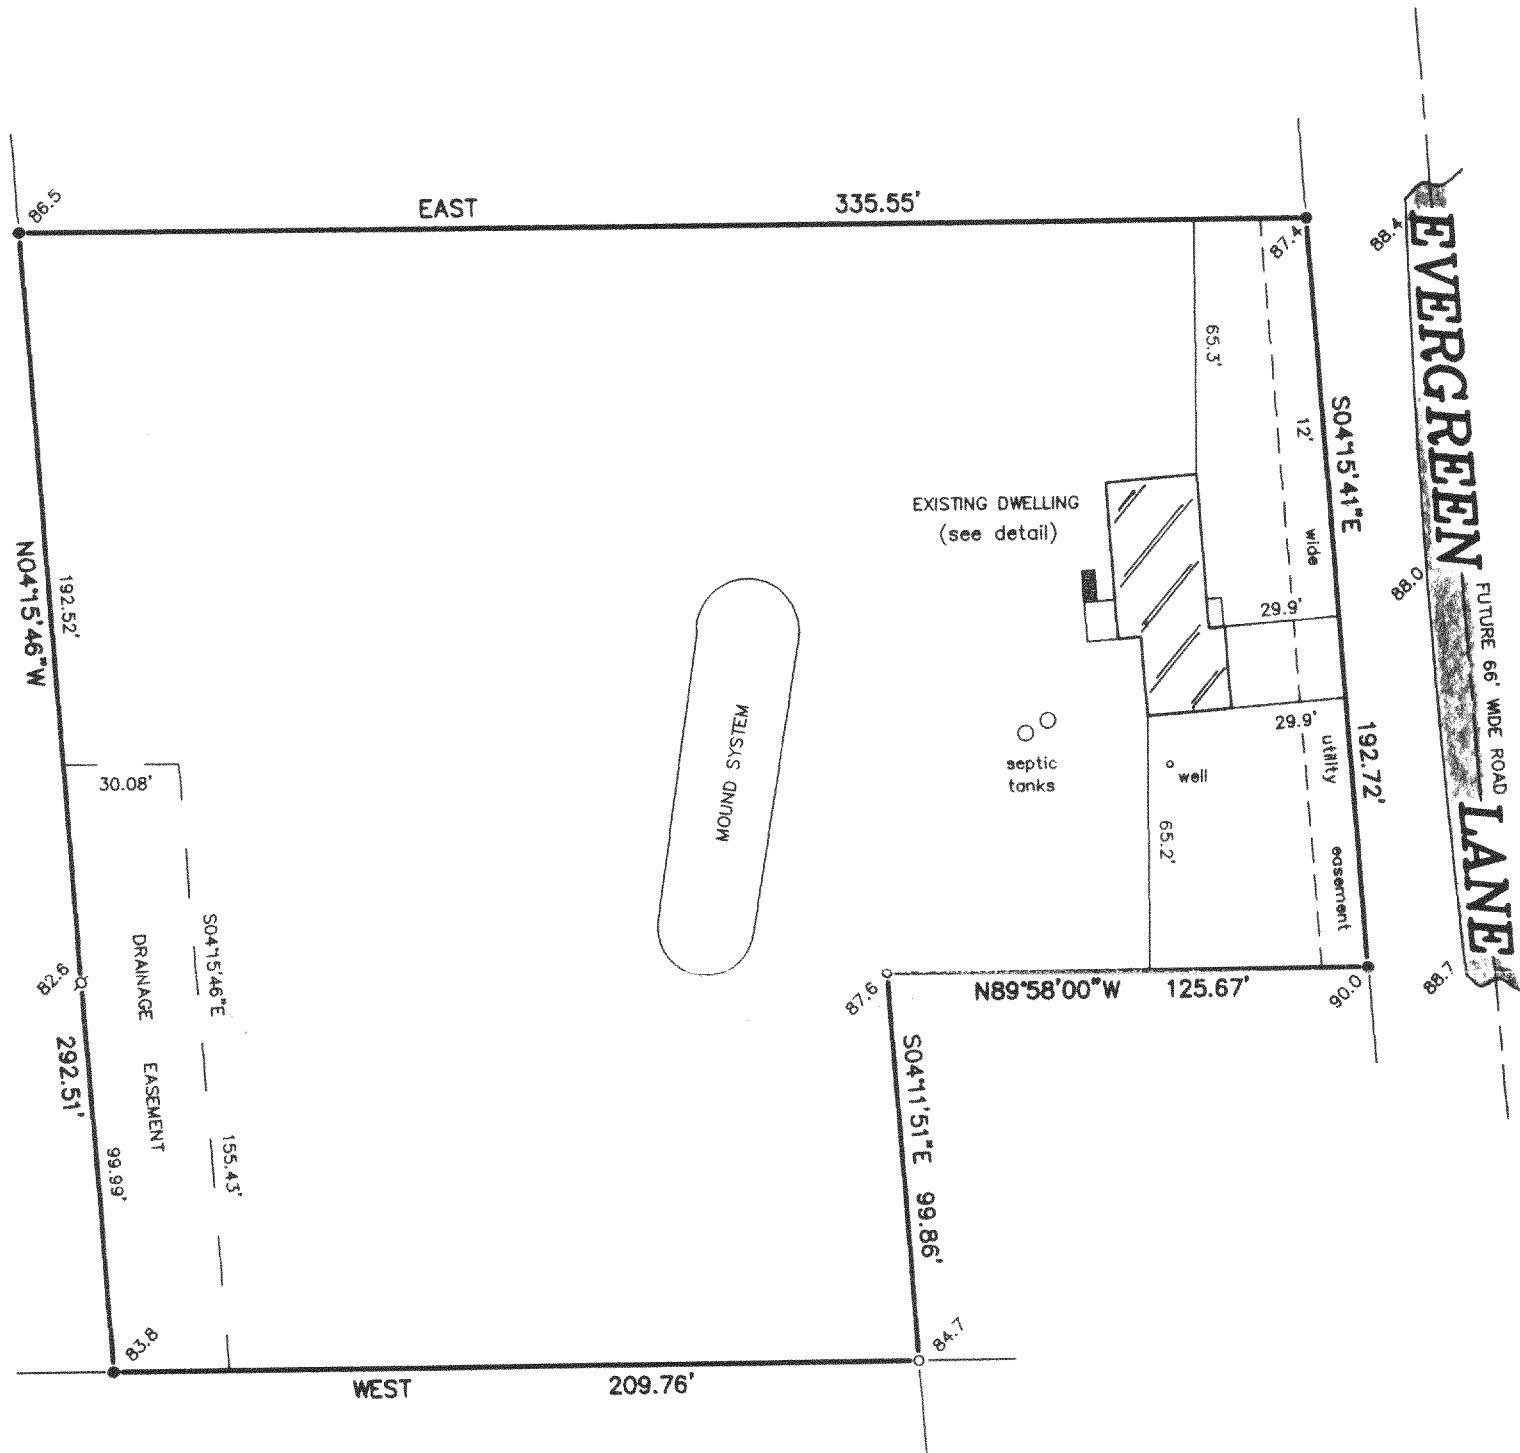 86.5
EAST 335.55'
87.4
88.4
EVERGREEN LANE
FUTURE 66' WIDE ROAD
88.0
88.7
65.3'
12' wide utility easement
S04°15'41"E 192.72'
EXISTING DWELLING
(see detail)
29.9'
29.9'
N04°15'46"W 292.51'
192.52'
99.99'
MOUND SYSTEM
septic
tanks
well
65.2'
30.08'
DRAINAGE EASEMENT
S04°15'46"E 155.43'
82.6
87.6
N89°58'00"W 125.67'
90.0
S04°11'51"E 99.86'
83.8
84.7
WEST 209.76'